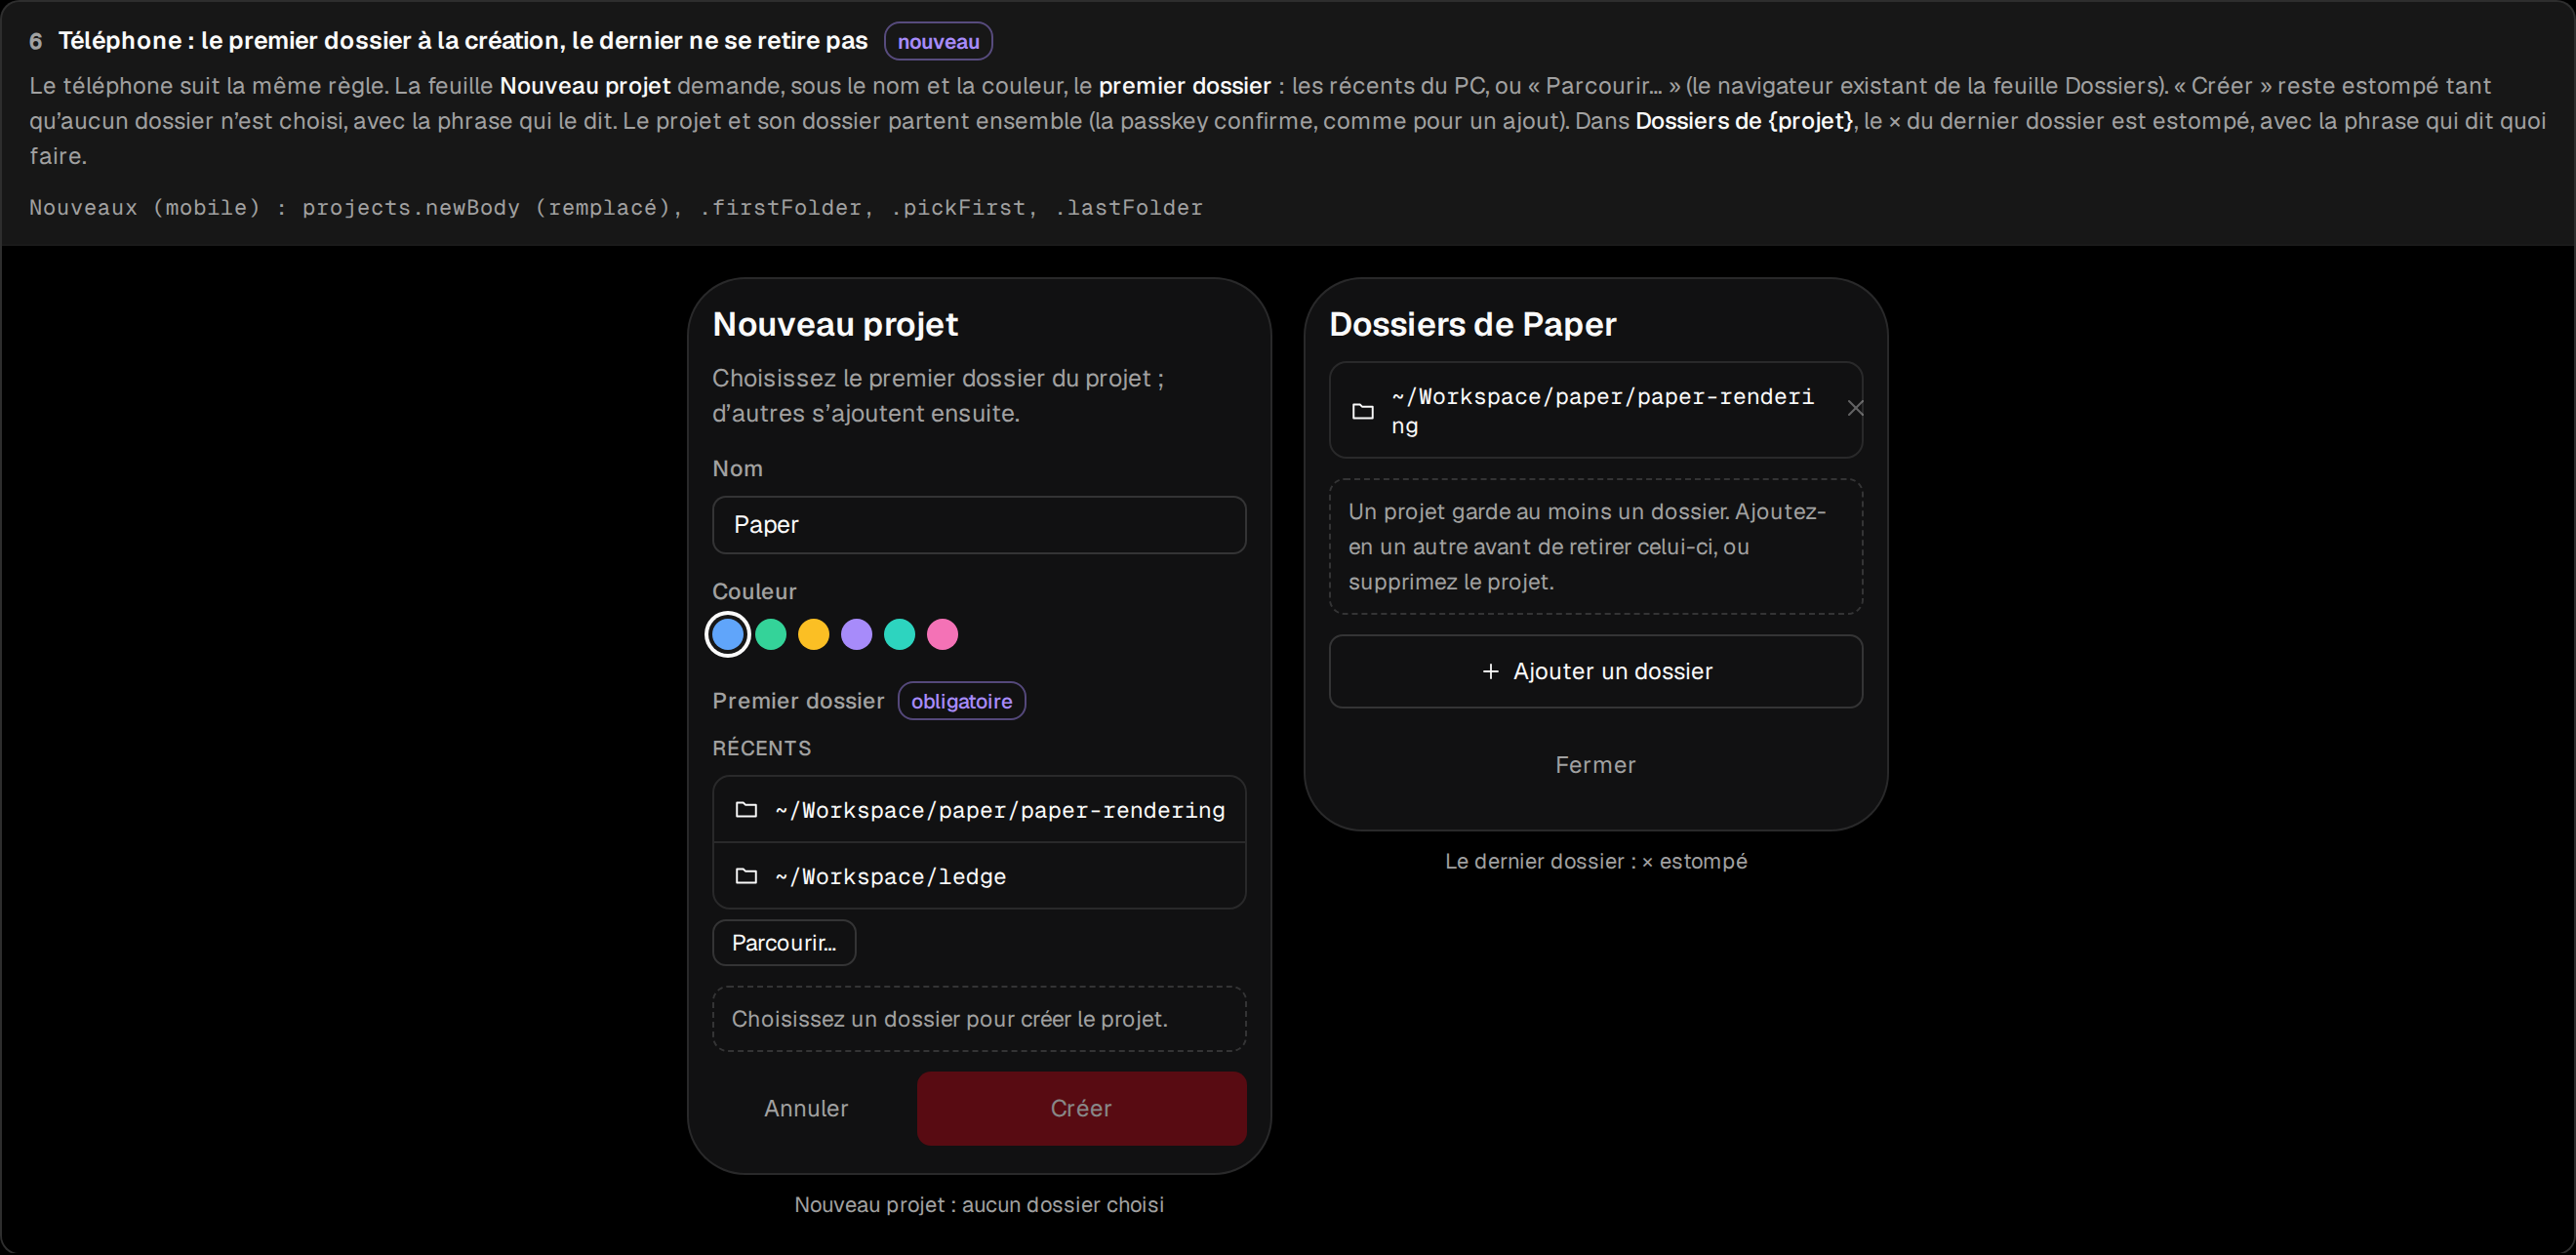 6 Téléphone : le premier dossier à la création, le dernier ne se retire pas nouveau
Le téléphone suit la même règle. La feuille Nouveau projet demande, sous le nom et la couleur, le premier dossier : les récents du PC, ou « Parcourir… » (le navigateur existant de la feuille Dossiers). « Créer » reste estompé tant
qu’aucun dossier n’est choisi, avec la phrase qui le dit. Le projet et son dossier partent ensemble (la passkey confirme, comme pour un ajout). Dans Dossiers de {projet}, le × du dernier dossier est estompé, avec la phrase qui dit quoi
faire.
Nouveaux (mobile) : projects.newBody (remplacé), .firstFolder, .pickFirst, .lastFolder
Nouveau projet
Choisissez le premier dossier du projet ;
d’autres s’ajoutent ensuite.
Nom
Paper
Couleur
Premier dossier obligatoire
RÉCENTS
~/Workspace/paper/paper-rendering
~/Workspace/ledge
Parcourir…
Choisissez un dossier pour créer le projet.
Annuler
Créer
Nouveau projet : aucun dossier choisi
Dossiers de Paper
~/Workspace/paper/paper-renderi
ng
Un projet garde au moins un dossier. Ajoutez-
en un autre avant de retirer celui-ci, ou
supprimez le projet.
+ Ajouter un dossier
Fermer
Le dernier dossier : × estompé